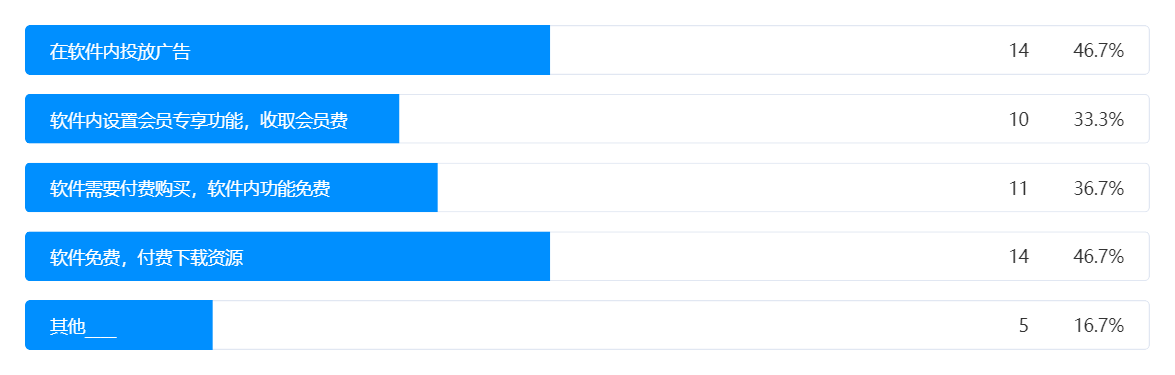 在软件内投放广告 14 46.7%
软件内设置会员专享功能，收取会员费 10 33.3%
软件需要付费购买，软件内功能免费 11 36.7%
软件免费，付费下载资源 14 46.7%
其他____ 5 16.7%